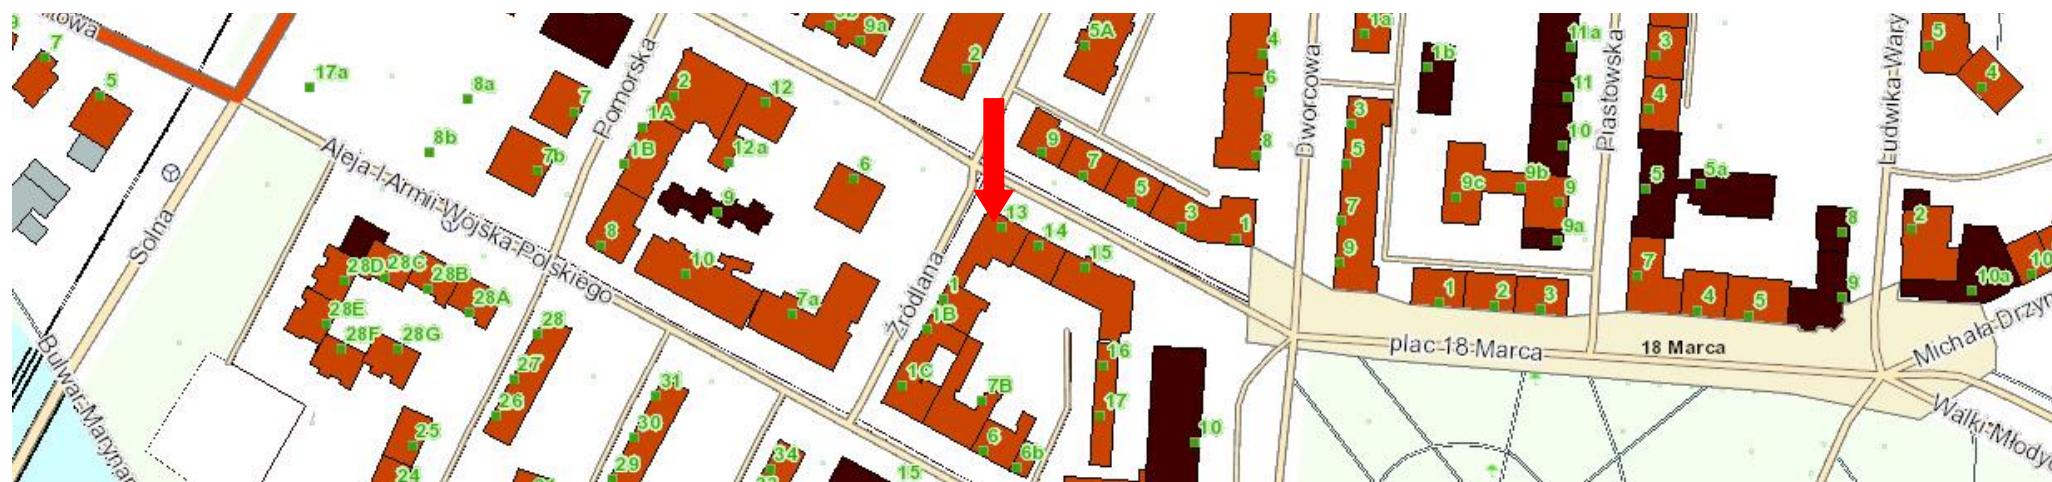 7
5
17a
8a
8b
7
7b
Pomorska
2
12
1A
1B
12a
9
6
8
10
7a
9a
2
5A
4
6
8
Dworcowa
1a
1b
3
5
7
9
11a
11
10
9c
9b
9
9a
Piastowska
3
4
5
5a
7
Ludwika Wary
5
4
2
8
9
10a
10
Aleja I Armii Wojska Polskiego
Solna
28D
28C
28B
28A
28E
28F
28G
28
27
26
25
24
31
30
29
34
15
Źródlana
13
14
15
1
1B
1C
7B
6
6b
16
17
10
9
7
5
3
1
1
2
3
4
5
plac 18 Marca
18 Marca
Michała Drzym
Walki Młodyc
Bulwar Marynar